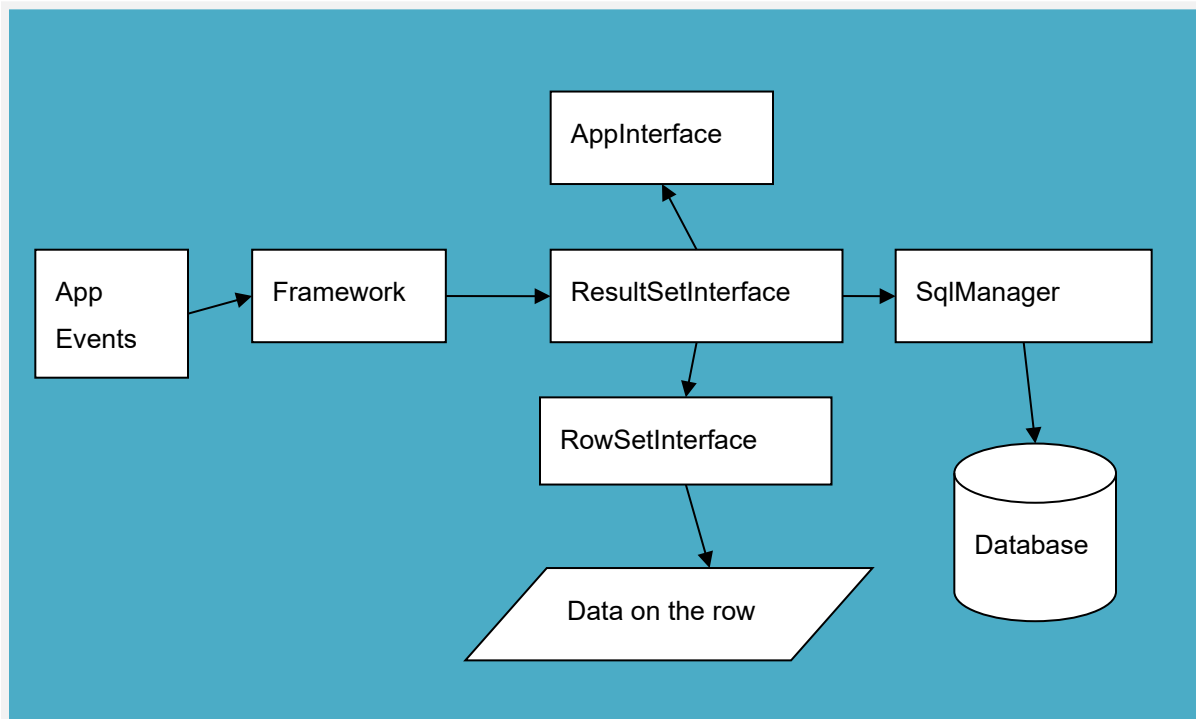 AppInterface
App
Events
Framework
ResultSetInterface
SqlManager
RowSetInterface
Database
Data on the row